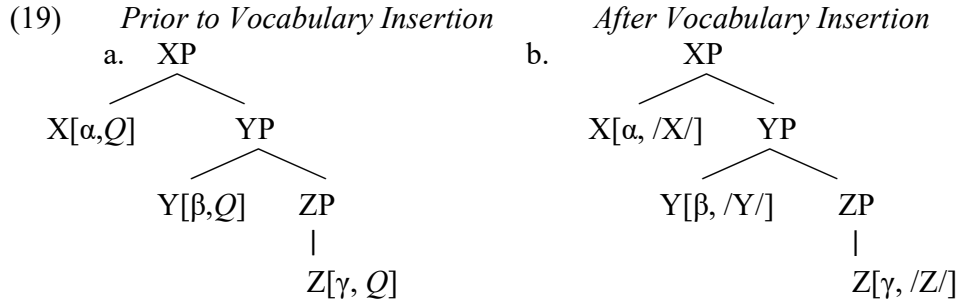 (19) Prior to Vocabulary Insertion After Vocabulary Insertion
a. XP b. XP
X[α,Q] YP X[α, /X/] YP
Y[β,Q] ZP Y[β, /Y/] ZP
Z[γ, Q] Z[γ, /Z/]